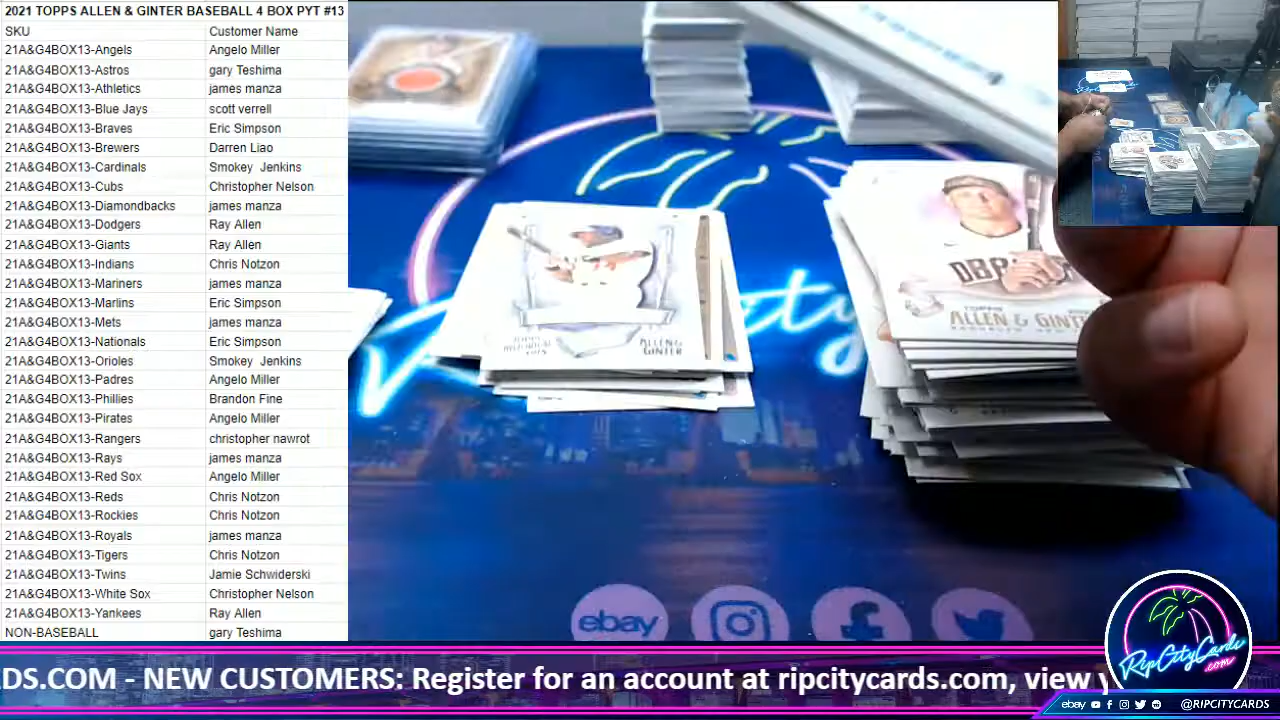 2021 TOPPS ALLEN & GINTER BASEBALL 4 BOX PYT #13
SKU Customer Name
21A&G4BOX13-Angels Angelo Miller
21A&G4BOX13-Astros gary Teshima
21A&G4BOX13-Athletics james manza
21A&G4BOX13-Blue Jays scott verrell
21A&G4BOX13-Braves Eric Simpson
21A&G4BOX13-Brewers Darren Liao
21A&G4BOX13-Cardinals Smokey Jenkins
21A&G4BOX13-Cubs Christopher Nelson
21A&G4BOX13-Diamondbacks james manza
21A&G4BOX13-Dodgers Ray Allen
21A&G4BOX13-Giants Ray Allen
21A&G4BOX13-Indians Chris Notzon
21A&G4BOX13-Mariners james manza
21A&G4BOX13-Marlins Eric Simpson
21A&G4BOX13-Mets james manza
21A&G4BOX13-Nationals Eric Simpson
21A&G4BOX13-Orioles Smokey Jenkins
21A&G4BOX13-Padres Angelo Miller
21A&G4BOX13-Phillies Brandon Fine
21A&G4BOX13-Pirates Angelo Miller
21A&G4BOX13-Rangers christopher nawrot
21A&G4BOX13-Rays james manza
21A&G4BOX13-Red Sox Angelo Miller
21A&G4BOX13-Reds Chris Notzon
21A&G4BOX13-Rockies Chris Notzon
21A&G4BOX13-Royals james manza
21A&G4BOX13-Tigers Chris Notzon
21A&G4BOX13-Twins Jamie Schwiderski
21A&G4BOX13-White Sox Christopher Nelson
21A&G4BOX13-Yankees Ray Allen
NON-BASEBALL gary Teshima
ALLEN &
GINTER
TOPPS
ALLEN & GINTE
ebay
RipCityCards
.com
DS.COM - NEW CUSTOMERS: Register for an account at ripcitycards.com, view
ebay @RIPCITYCARDS